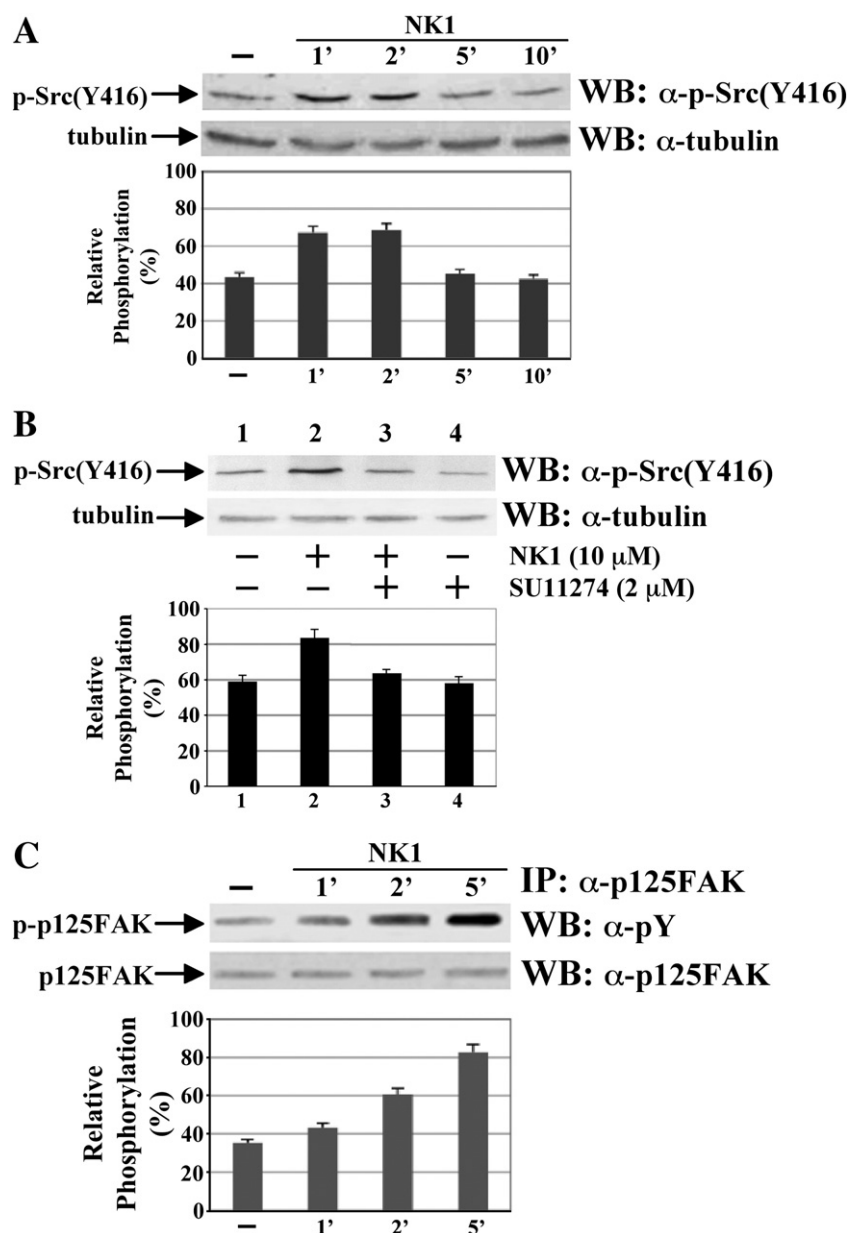 A
NK1
− 1’ 2’ 5’ 10’
p-Src(Y416) WB: α-p-Src(Y416)
tubulin WB: α-tubulin
Relative Phosphorylation (%)
100
80
60
40
20
0
− 1’ 2’ 5’ 10’
B
1 2 3 4
p-Src(Y416) WB: α-p-Src(Y416)
tubulin WB: α-tubulin
− + + − NK1 (10 μM)
− − + + SU11274 (2 μM)
Relative Phosphorylation (%)
100
80
60
40
20
0
1 2 3 4
C
NK1
− 1’ 2’ 5’ IP: α-p125FAK
p-p125FAK WB: α-pY
p125FAK WB: α-p125FAK
Relative Phosphorylation (%)
100
80
60
40
20
0
− 1’ 2’ 5’